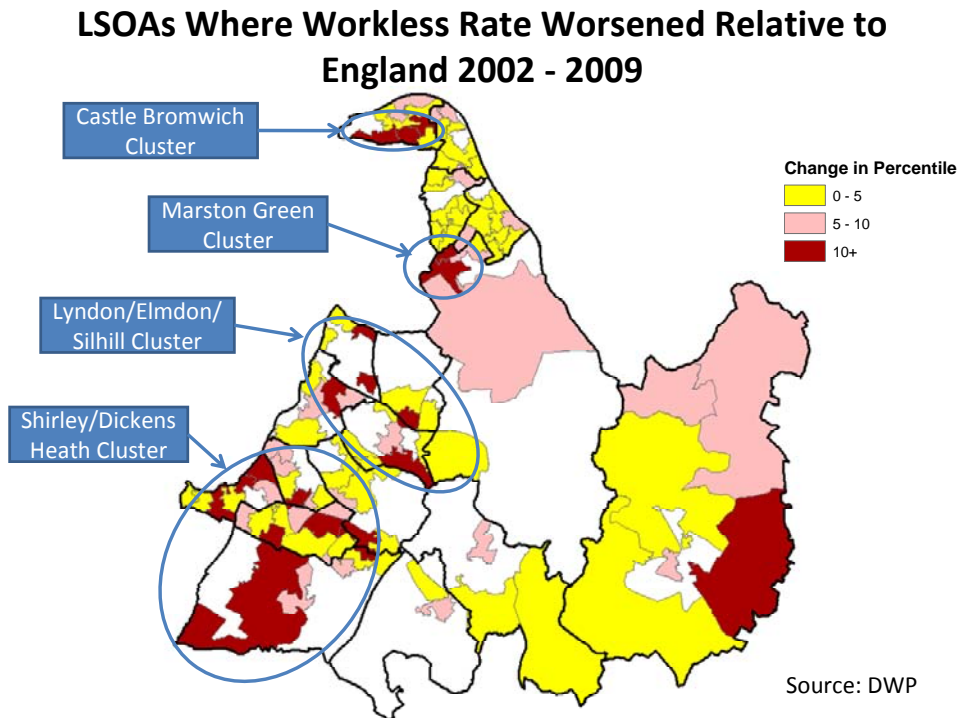 LSOAs Where Workless Rate Worsened Relative to
England 2002 - 2009
Castle Bromwich
Cluster
Marston Green
Cluster
Lyndon/Elmdon/
Silhill Cluster
Shirley/Dickens
Heath Cluster
Change in Percentile
0 - 5
5 - 10
10+
Source: DWP